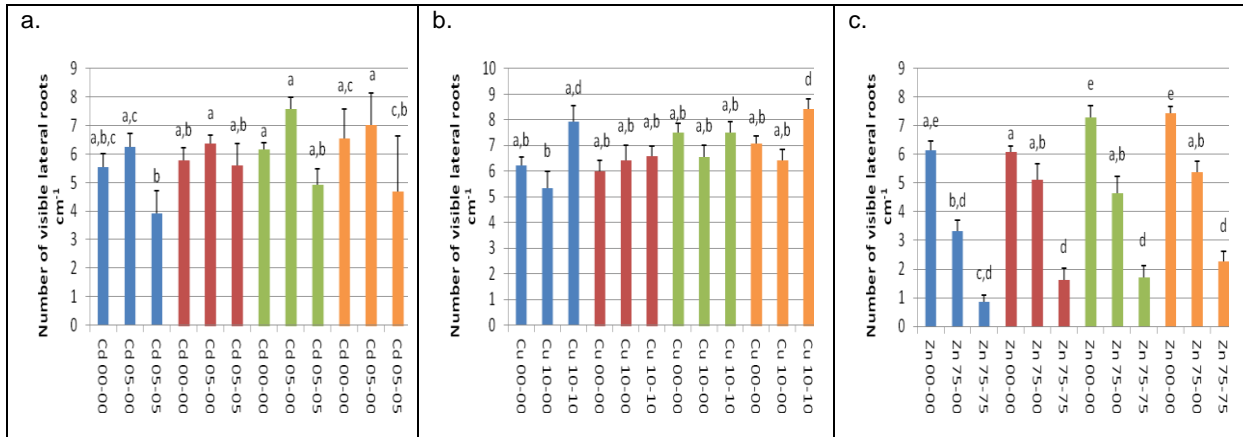 a.
Number of visible lateral roots
cm⁻¹
9
8
7
6
5
4
3
2
1
0
a,b,c
a,c
b
a,b
a
a,b
a
a
a,b
a,c
a
c,b
Cd 00-00
Cd 05-00
Cd 05-05
Cd 00-00
Cd 05-00
Cd 05-05
Cd 00-00
Cd 05-00
Cd 05-05
Cd 00-00
Cd 05-00
Cd 05-05
b.
Number of visible lateral roots
cm⁻¹
10
9
8
7
6
5
4
3
2
1
0
a,b
b
a,d
a,b
a,b
a,b
a,b
a,b
a,b
a,b
a,b
d
Cu 00-00
Cu 10-00
Cu 10-10
Cu 00-00
Cu 10-00
Cu 10-10
Cu 00-00
Cu 10-00
Cu 10-10
Cu 00-00
Cu 10-00
Cu 10-10
c.
Number of visible lateral roots
cm⁻¹
9
8
7
6
5
4
3
2
1
0
a,e
b,d
c,d
a
a,b
d
e
a,b
d
e
a,b
d
Zn 00-00
Zn 75-00
Zn 75-75
Zn 00-00
Zn 75-00
Zn 75-75
Zn 00-00
Zn 75-00
Zn 75-75
Zn 00-00
Zn 75-00
Zn 75-75